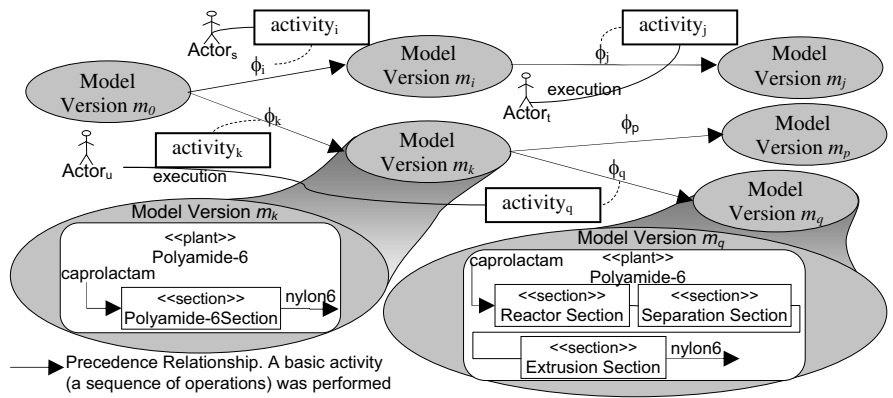 activity_i
Actor_s
ϕ_i
Model
Version m_i
activity_j
ϕ_j
execution
Actor_t
Model
Version m_j
Model
Version m_0
ϕ_k
activity_k
Actor_u
execution
Model
Version m_k
ϕ_p
Model
Version m_p
ϕ_q
activity_q
Model
Version m_q
Model Version m_k
<<plant>>
Polyamide-6
caprolactam
<<section>>
Polyamide-6Section
nylon6
Model Version m_q
<<plant>>
Polyamide-6
caprolactam
<<section>>
Reactor Section
<<section>>
Separation Section
<<section>>
Extrusion Section
nylon6
Precedence Relationship. A basic activity
(a sequence of operations) was performed